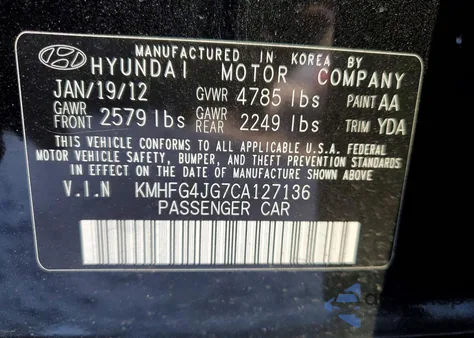 MANUFACTURED IN KOREA BY
HYUNDAI MOTOR COMPANY
JAN/19/12 GVWR 4785 lbs PAINT AA
GAWR FRONT 2579 lbs GAWR REAR 2249 lbs TRIM YDA
THIS VEHICLE CONFORMS TO ALL APPLICABLE U.S.A. FEDERAL
MOTOR VEHICLE SAFETY, BUMPER, AND THEFT PREVENTION STANDARDS
IN EFFECT ON THE DATE OF MANUFACTURE SHOWN ABOVE.
V.I.N KMHFG4JG7CA127136
PASSENGER CAR